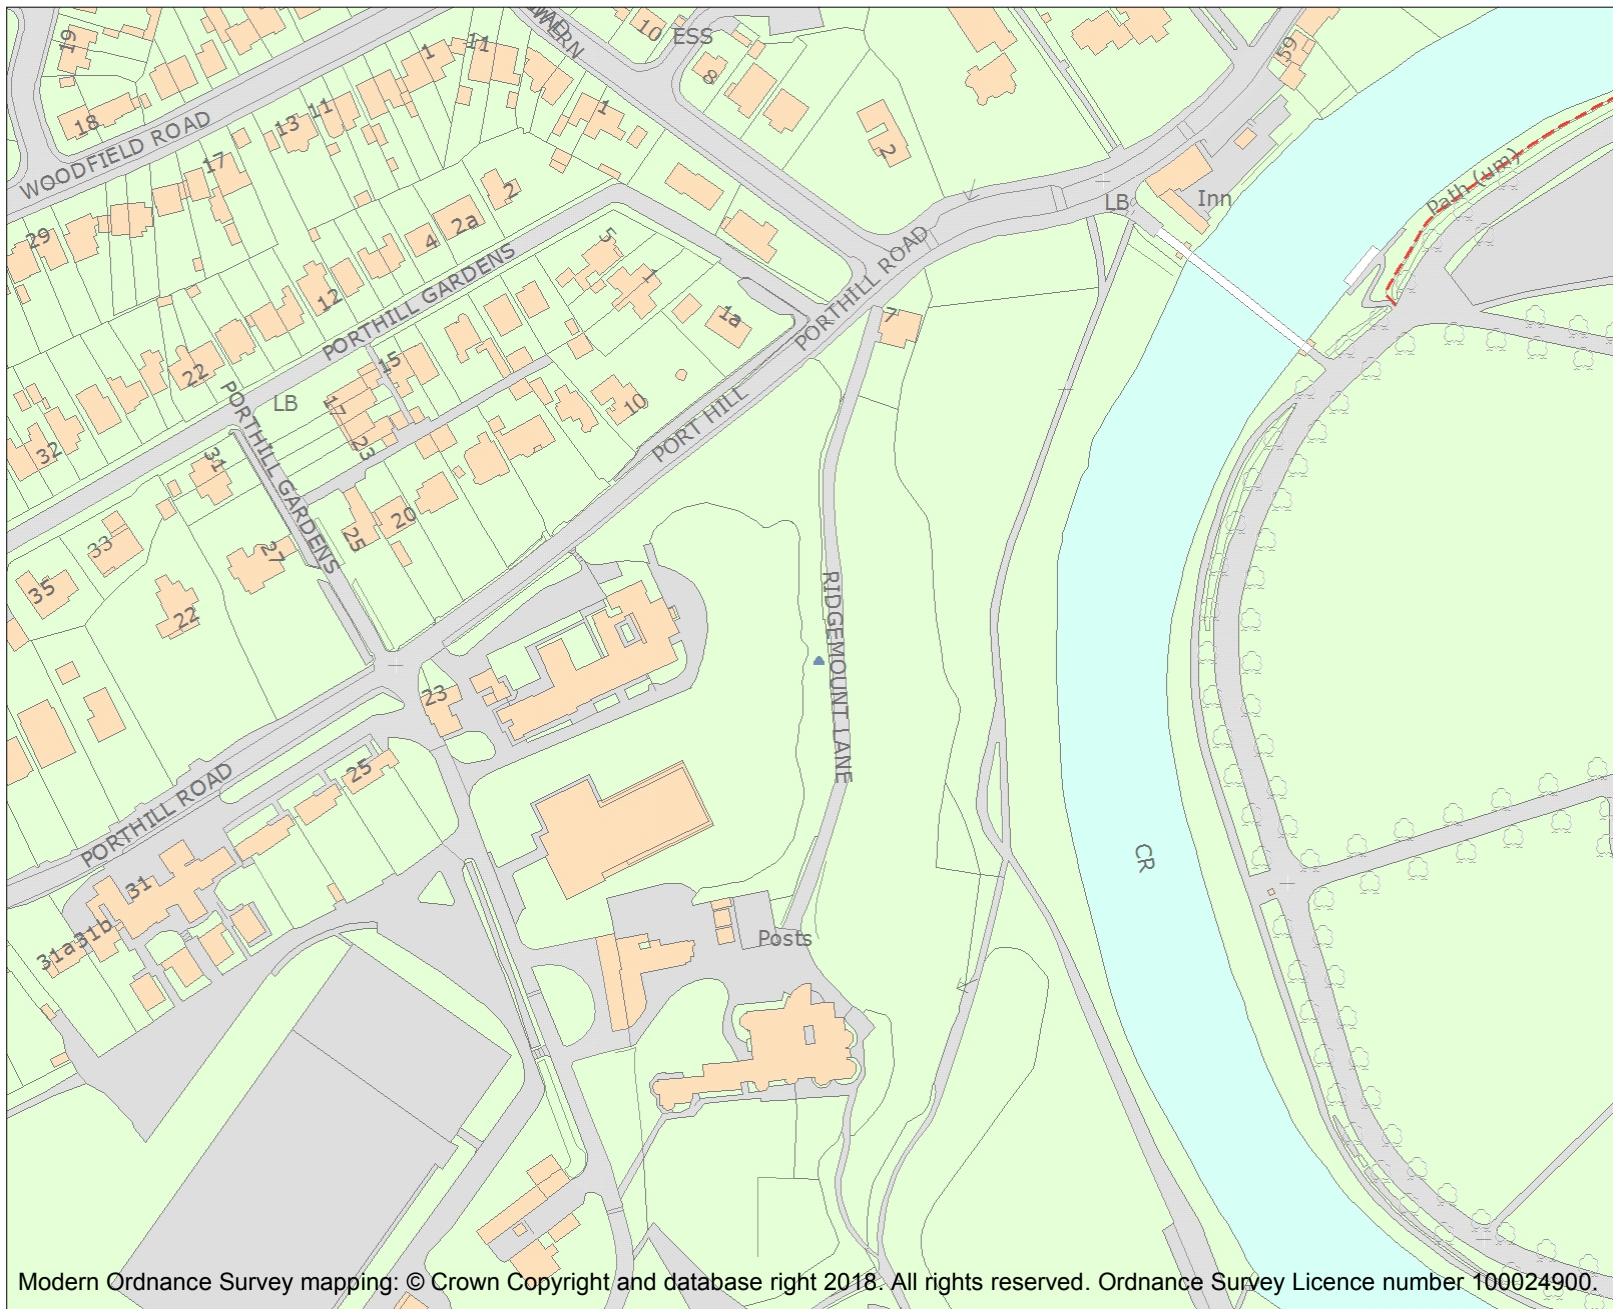 19
10
ESS
1
11
8
59
18
WOODFIELD ROAD
13
11
1
2
17
Path (um)
2
LB
Inn
29
4
2a
5
PORTHILL ROAD
12
PORTHILL GARDENS
1
1a
7
22
15
PORTHILL GARDENS
LB
17
10
PORT HILL
32
23
31
20
33
25
27
35
22
RIDGEMOUNT LANE
23
25
PORTHILL ROAD
CR
31
31a
31b
Posts
Modern Ordnance Survey mapping: © Crown Copyright and database right 2018. All rights reserved. Ordnance Survey Licence number 100024900.